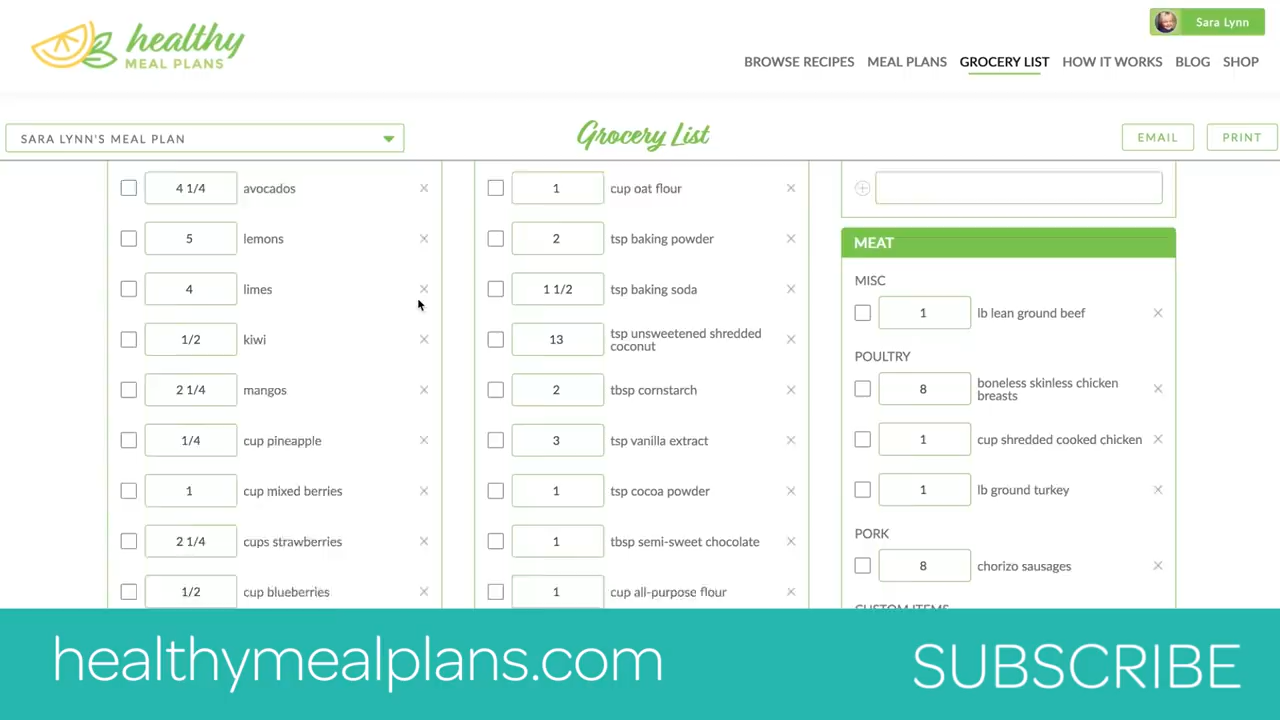 healthy
MEAL PLANS
Sara Lynn
BROWSE RECIPES MEAL PLANS GROCERY LIST HOW IT WORKS BLOG SHOP
SARA LYNN'S MEAL PLAN
Grocery List
EMAIL
PRINT
4 1/4 avocados
5 lemons
4 limes
1/2 kiwi
2 1/4 mangos
1/4 cup pineapple
1 cup mixed berries
2 1/4 cups strawberries
1/2 cup blueberries
1 cup oat flour
2 tsp baking powder
1 1/2 tsp baking soda
13 tsp unsweetened shredded
coconut
2 tbsp cornstarch
3 tsp vanilla extract
1 tsp cocoa powder
1 tbsp semi-sweet chocolate
1 cup all-purpose flour
MEAT
MISC
1 lb lean ground beef
POULTRY
8 boneless skinless chicken
breasts
1 cup shredded cooked chicken
1 lb ground turkey
PORK
8 chorizo sausages
CUSTOM ITEMS
healthymealplans.com
SUBSCRIBE